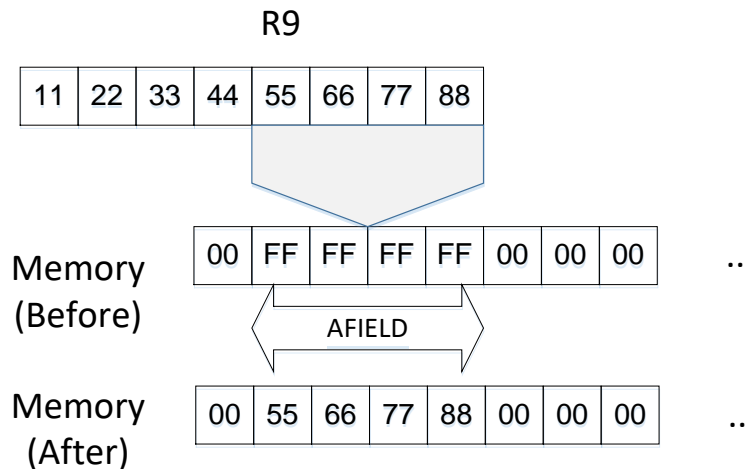 R9
11 22 33 44 55 66 77 88
Memory
(Before)
00 FF FF FF FF 00 00 00 ..
AFIELD
Memory
(After)
00 55 66 77 88 00 00 00 ..